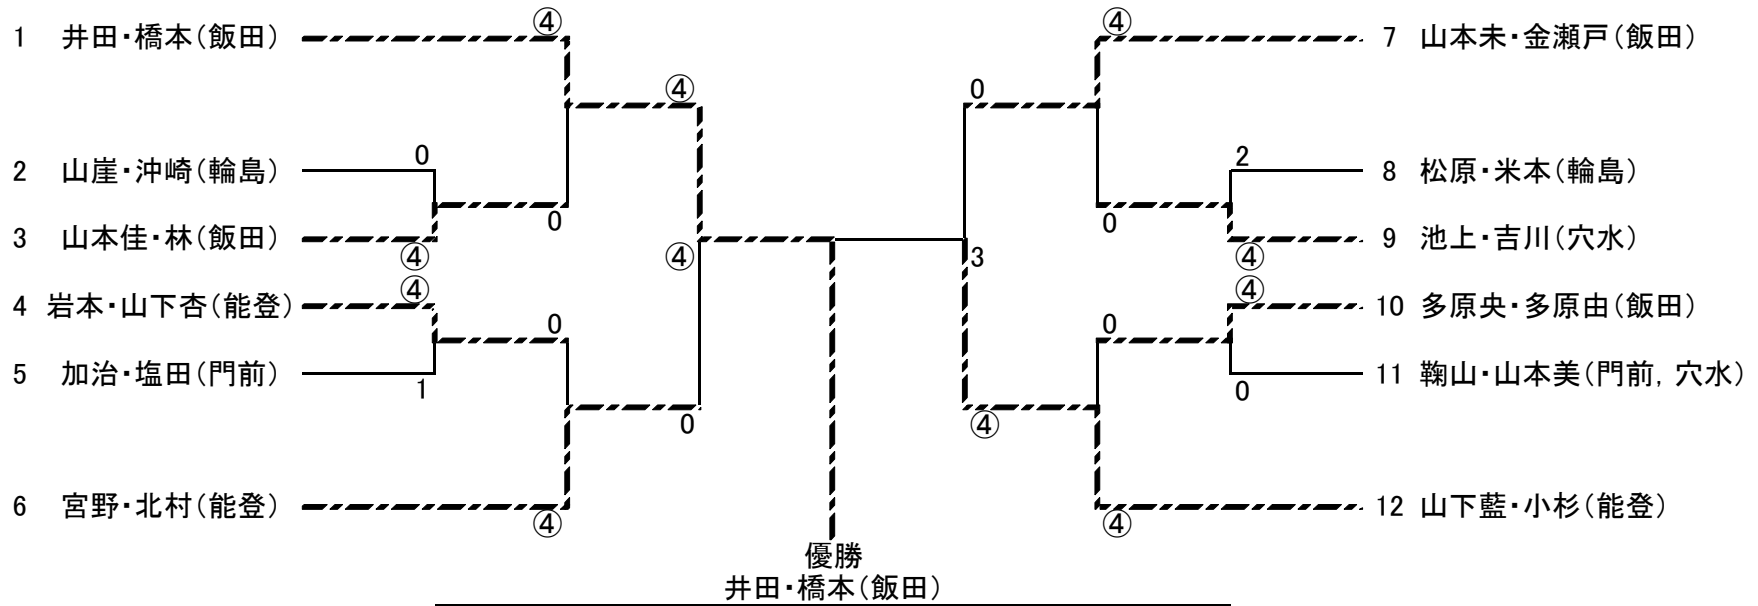 ④
④
1 井田・橋本(飯田)
7 山本未・金瀬戸(飯田)
④
0
0
2
2 山崖・沖崎(輪島)
8 松原・米本(輪島)
0
0
3 山本佳・林(飯田)
9 池上・吉川(穴水)
④
④
3
④
④
④
4 岩本・山下杏(能登)
10 多原央・多原由(飯田)
0
0
5 加治・塩田(門前)
11 鞠山・山本美(門前, 穴水)
1
0
0
④
6 宮野・北村(能登)
12 山下藍・小杉(能登)
④
④
優勝
井田・橋本(飯田)